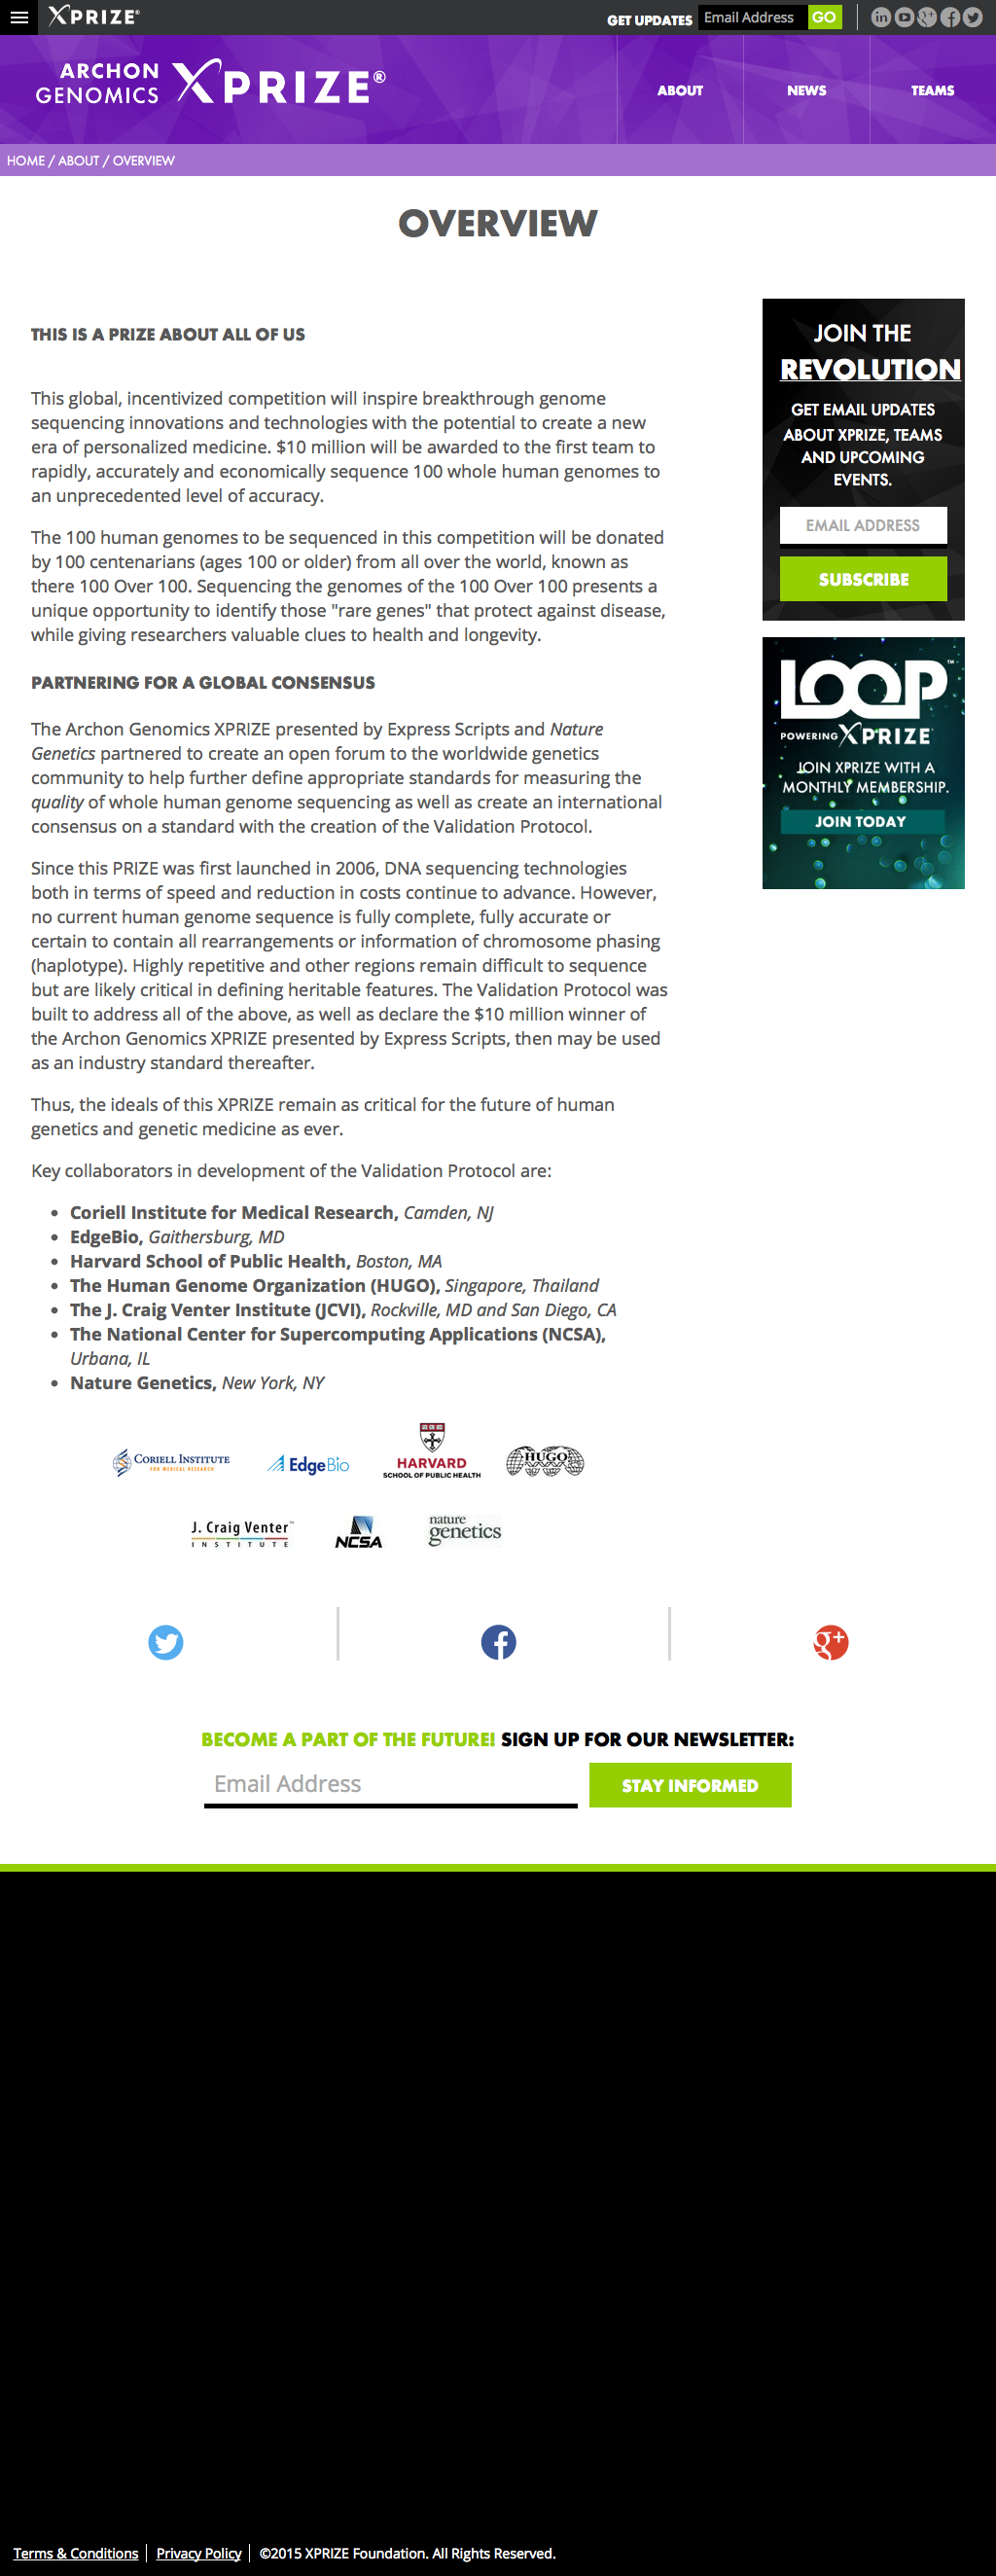 XPRIZE®
GET UPDATES Email Address GO
ARCHON
GENOMICS XPRIZE®
ABOUT NEWS TEAMS
HOME / ABOUT / OVERVIEW
OVERVIEW
THIS IS A PRIZE ABOUT ALL OF US
This global, incentivized competition will inspire breakthrough genome
sequencing innovations and technologies with the potential to create a new
era of personalized medicine. $10 million will be awarded to the first team to
rapidly, accurately and economically sequence 100 whole human genomes to
an unprecedented level of accuracy.
The 100 human genomes to be sequenced in this competition will be donated
by 100 centenarians (ages 100 or older) from all over the world, known as
there 100 Over 100. Sequencing the genomes of the 100 Over 100 presents a
unique opportunity to identify those "rare genes" that protect against disease,
while giving researchers valuable clues to health and longevity.
PARTNERING FOR A GLOBAL CONSENSUS
The Archon Genomics XPRIZE presented by Express Scripts and Nature
Genetics partnered to create an open forum to the worldwide genetics
community to help further define appropriate standards for measuring the
quality of whole human genome sequencing as well as create an international
consensus on a standard with the creation of the Validation Protocol.
Since this PRIZE was first launched in 2006, DNA sequencing technologies
both in terms of speed and reduction in costs continue to advance. However,
no current human genome sequence is fully complete, fully accurate or
certain to contain all rearrangements or information of chromosome phasing
(haplotype). Highly repetitive and other regions remain difficult to sequence
but are likely critical in defining heritable features. The Validation Protocol was
built to address all of the above, as well as declare the $10 million winner of
the Archon Genomics XPRIZE presented by Express Scripts, then may be used
as an industry standard thereafter.
Thus, the ideals of this XPRIZE remain as critical for the future of human
genetics and genetic medicine as ever.
Key collaborators in development of the Validation Protocol are:
• Coriell Institute for Medical Research, Camden, NJ
• EdgeBio, Gaithersburg, MD
• Harvard School of Public Health, Boston, MA
• The Human Genome Organization (HUGO), Singapore, Thailand
• The J. Craig Venter Institute (JCVI), Rockville, MD and San Diego, CA
• The National Center for Supercomputing Applications (NCSA),
Urbana, IL
• Nature Genetics, New York, NY
JOIN THE
REVOLUTION
GET EMAIL UPDATES
ABOUT XPRIZE, TEAMS
AND UPCOMING
EVENTS.
EMAIL ADDRESS
SUBSCRIBE
LOOP™
POWERING XPRIZE
JOIN XPRIZE WITH A
MONTHLY MEMBERSHIP.
JOIN TODAY
CORIELL INSTITUTE
FOR MEDICAL RESEARCH
EdgeBio
HARVARD
SCHOOL OF PUBLIC HEALTH
HUGO
J. Craig Venter™
INSTITUTE
NCSA
nature
genetics
BECOME A PART OF THE FUTURE! SIGN UP FOR OUR NEWSLETTER:
Email Address STAY INFORMED
Terms & Conditions Privacy Policy ©2015 XPRIZE Foundation. All Rights Reserved.